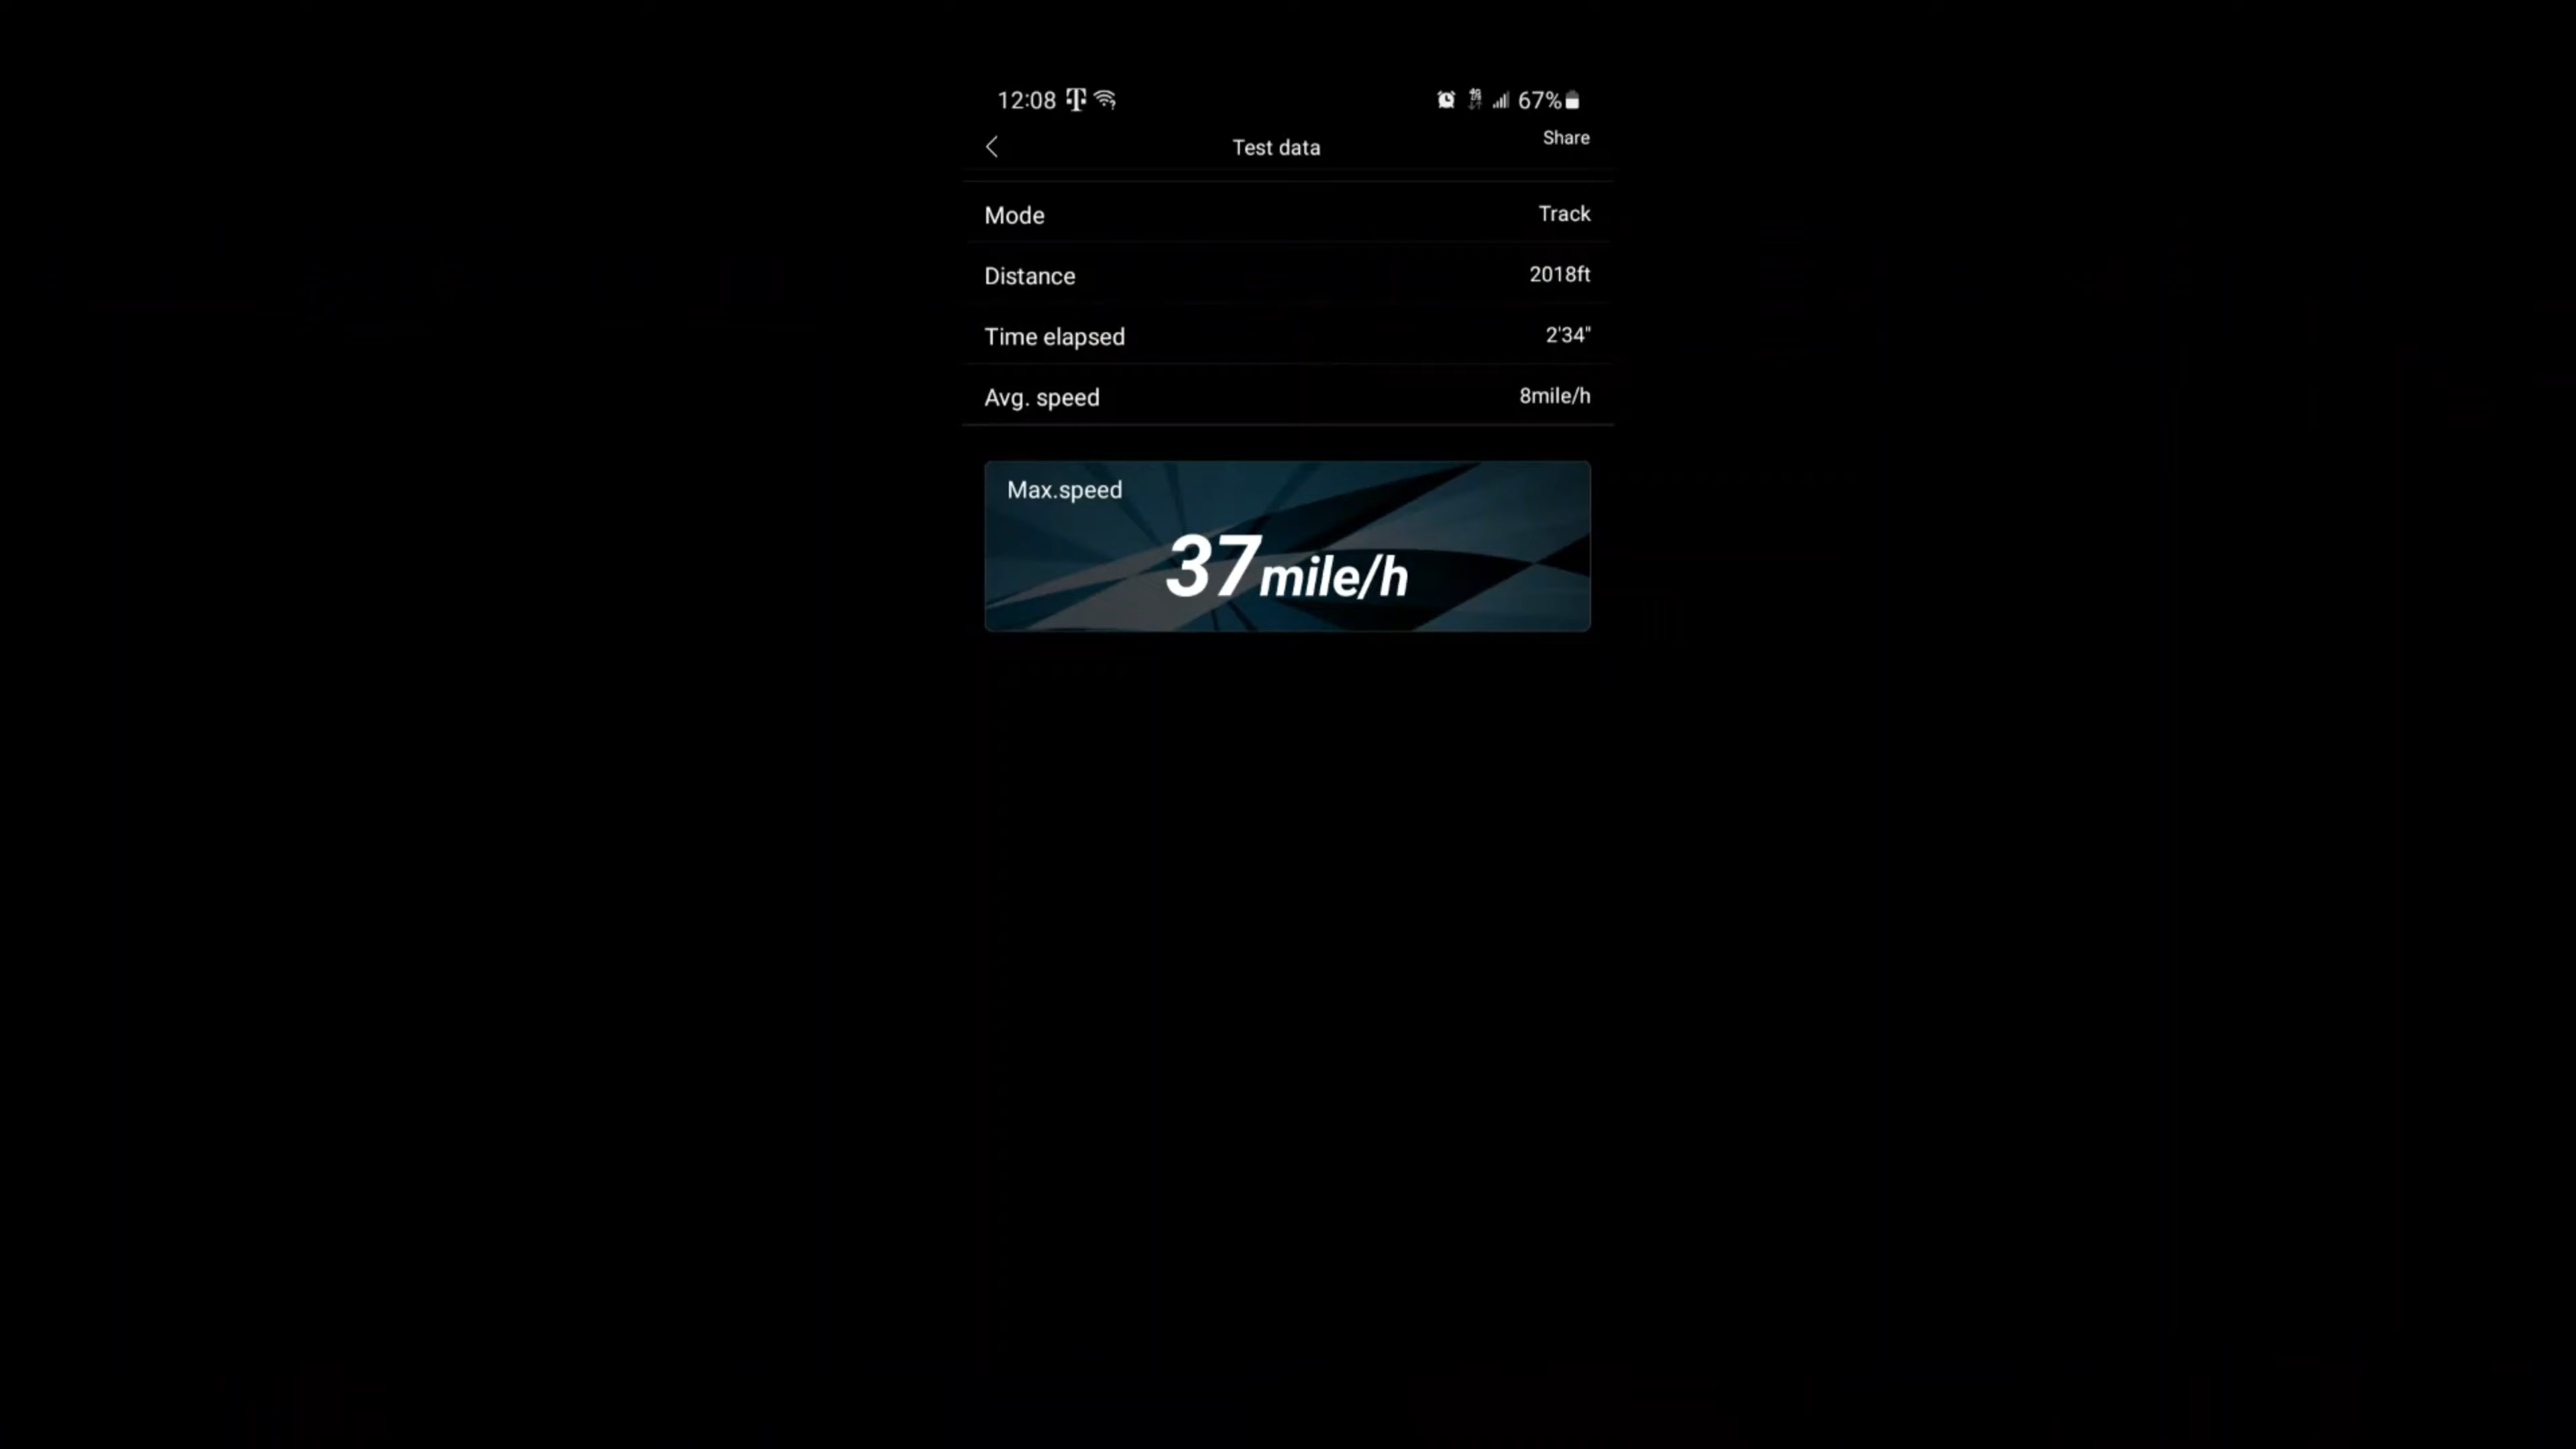 12:08 67%
Test data
Share
Mode Track
Distance 2018ft
Time elapsed 2'34"
Avg. speed 8mile/h
Max.speed
37mile/h